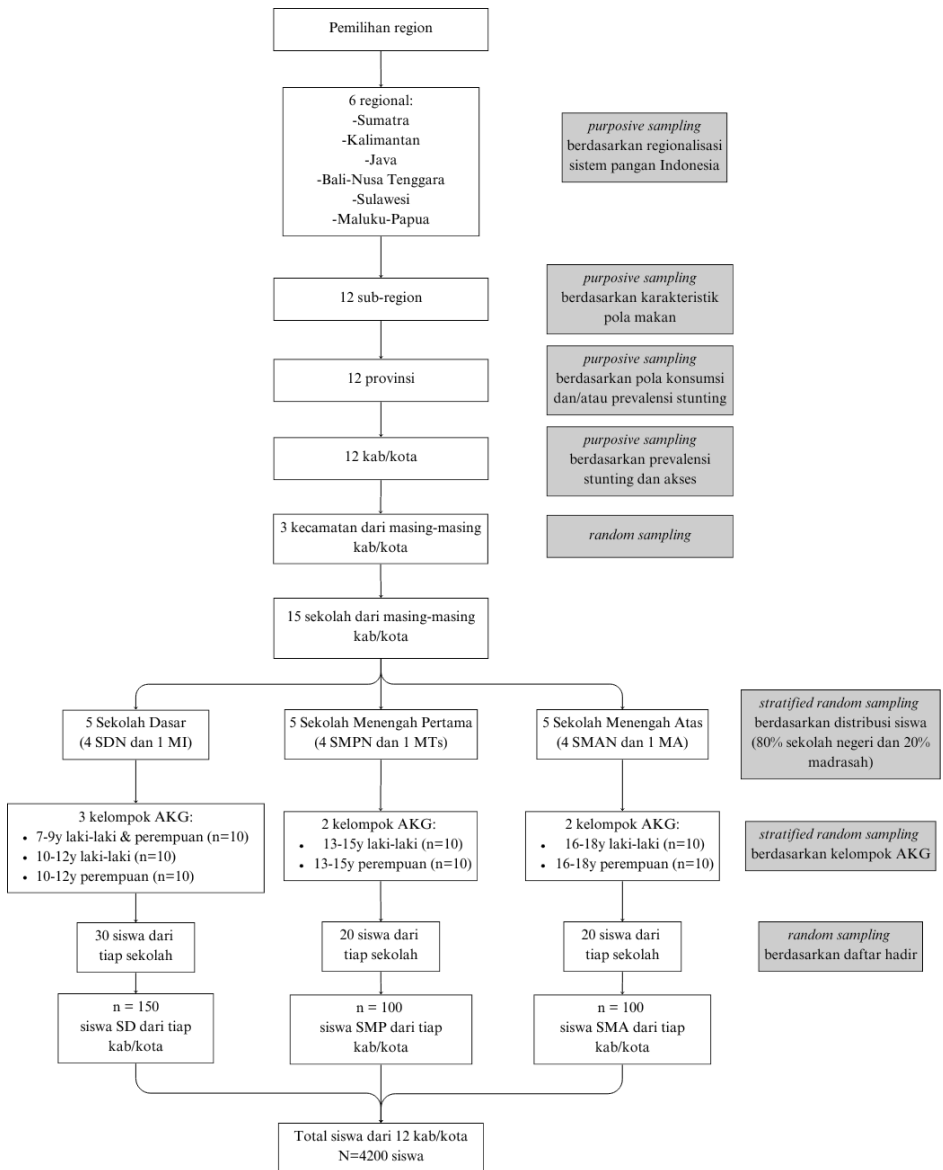 Pemilihan region
6 regional:
-Sumatra
-Kalimantan
-Java
-Bali-Nusa Tenggara
-Sulawesi
-Maluku-Papua
purposive sampling
berdasarkan regionalisasi
sistem pangan Indonesia
12 sub-region
purposive sampling
berdasarkan karakteristik
pola makan
12 provinsi
purposive sampling
berdasarkan pola konsumsi
dan/atau prevalensi stunting
12 kab/kota
purposive sampling
berdasarkan prevalensi
stunting dan akses
3 kecamatan dari masing-masing
kab/kota
random sampling
15 sekolah dari masing-masing
kab/kota
5 Sekolah Dasar
(4 SDN dan 1 MI)
5 Sekolah Menengah Pertama
(4 SMPN dan 1 MTs)
5 Sekolah Menengah Atas
(4 SMAN dan 1 MA)
stratified random sampling
berdasarkan distribusi siswa
(80% sekolah negeri dan 20%
madrasah)
3 kelompok AKG:
• 7-9y laki-laki & perempuan (n=10)
• 10-12y laki-laki (n=10)
• 10-12y perempuan (n=10)
2 kelompok AKG:
• 13-15y laki-laki (n=10)
• 13-15y perempuan (n=10)
2 kelompok AKG:
• 16-18y laki-laki (n=10)
• 16-18y perempuan (n=10)
stratified random sampling
berdasarkan kelompok AKG
30 siswa dari
tiap sekolah
20 siswa dari
tiap sekolah
20 siswa dari
tiap sekolah
random sampling
berdasarkan daftar hadir
n = 150
siswa SD dari tiap
kab/kota
n = 100
siswa SMP dari tiap
kab/kota
n = 100
siswa SMA dari tiap
kab/kota
Total siswa dari 12 kab/kota
N=4200 siswa